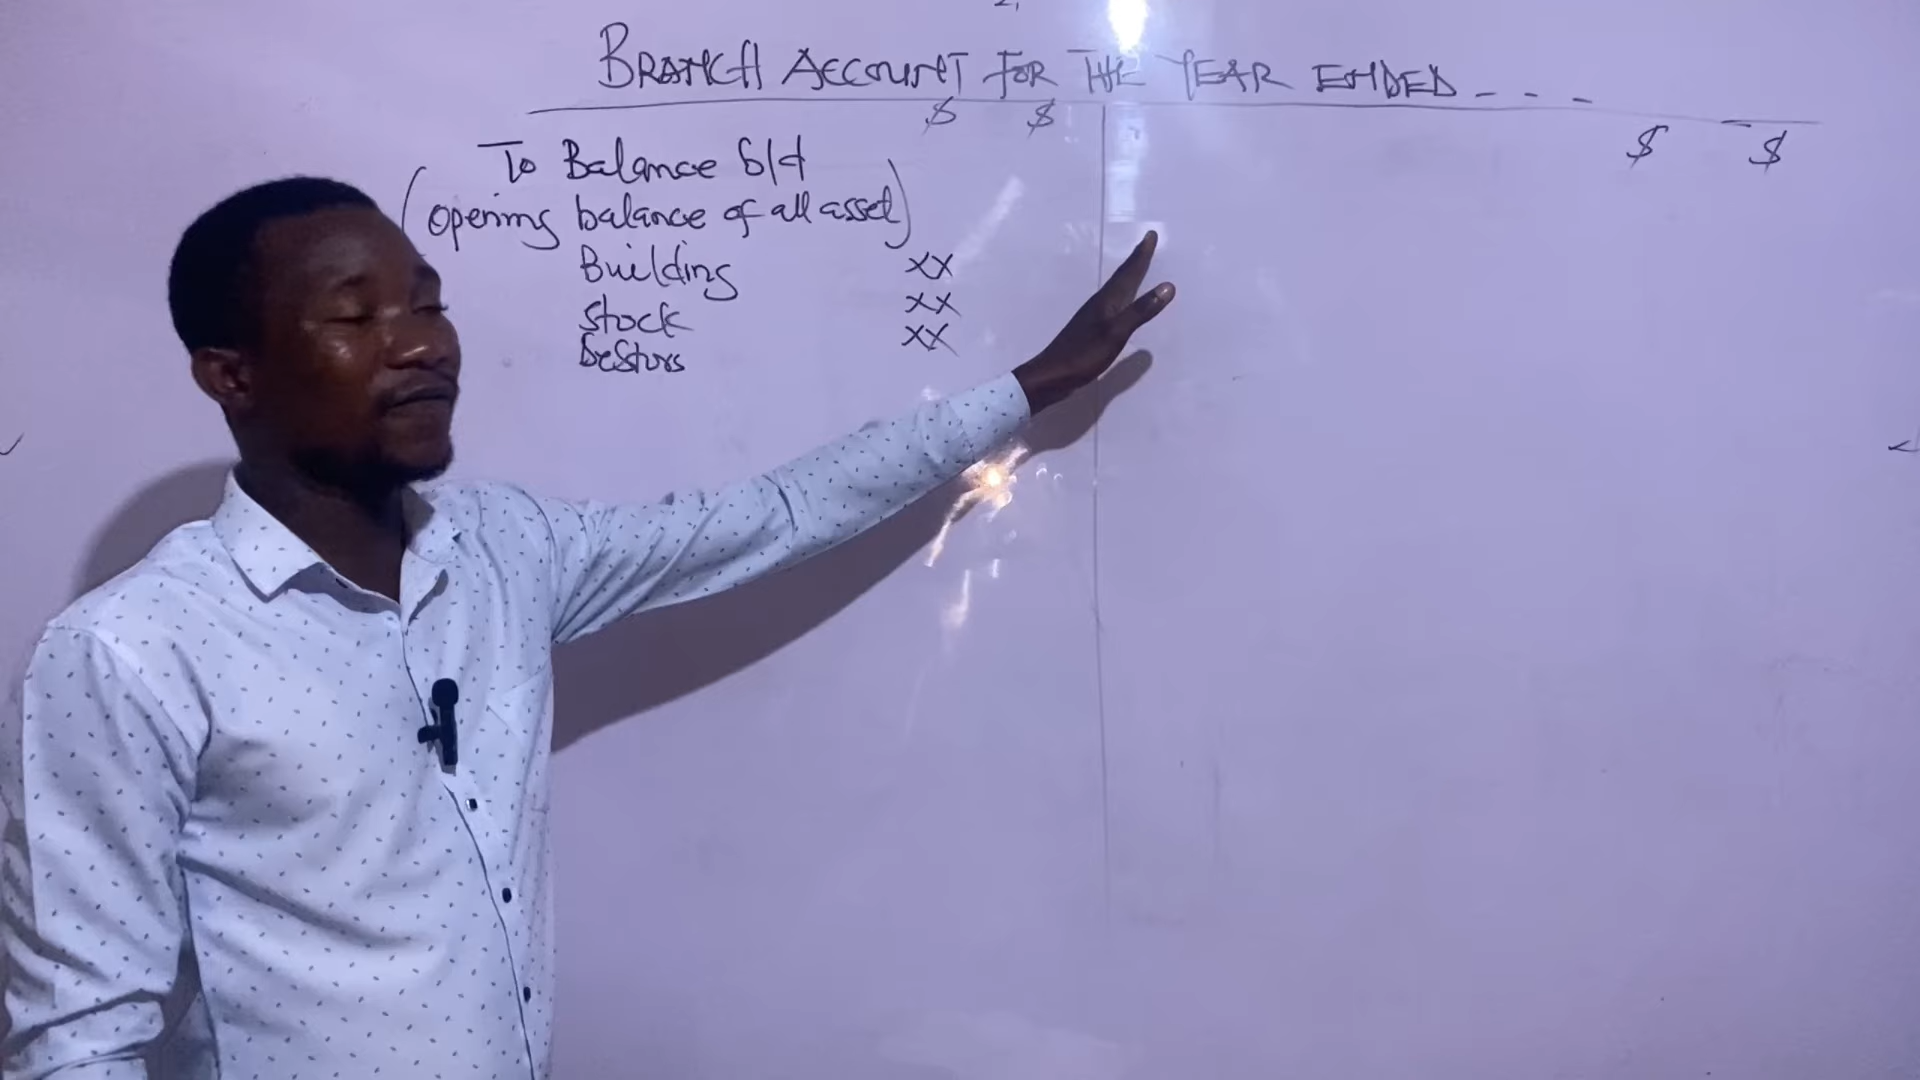 BRANCH ACCOUNT FOR THE YEAR ENDED - - -
$ $
$ $
To Balance b/d
(opening balance of all asset)
Building xx
Stock xx
Debtors xx